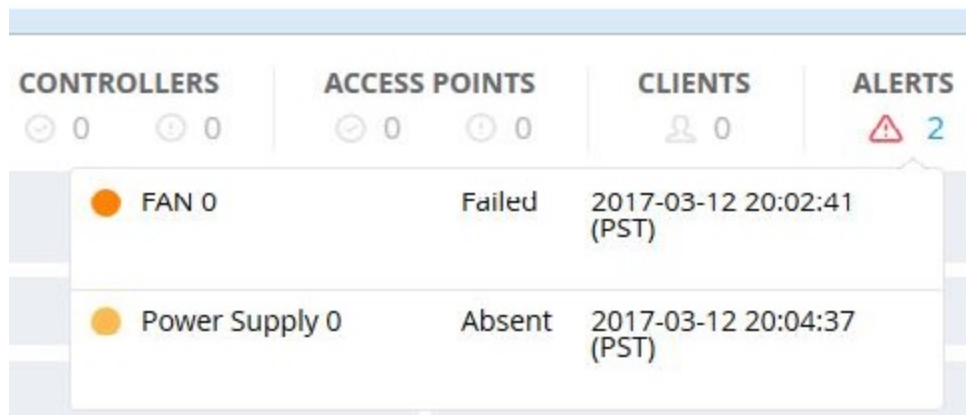 CONTROLLERS ACCESS POINTS CLIENTS ALERTS
0 0 0 0 0 2
FAN 0 Failed 2017-03-12 20:02:41
(PST)
Power Supply 0 Absent 2017-03-12 20:04:37
(PST)